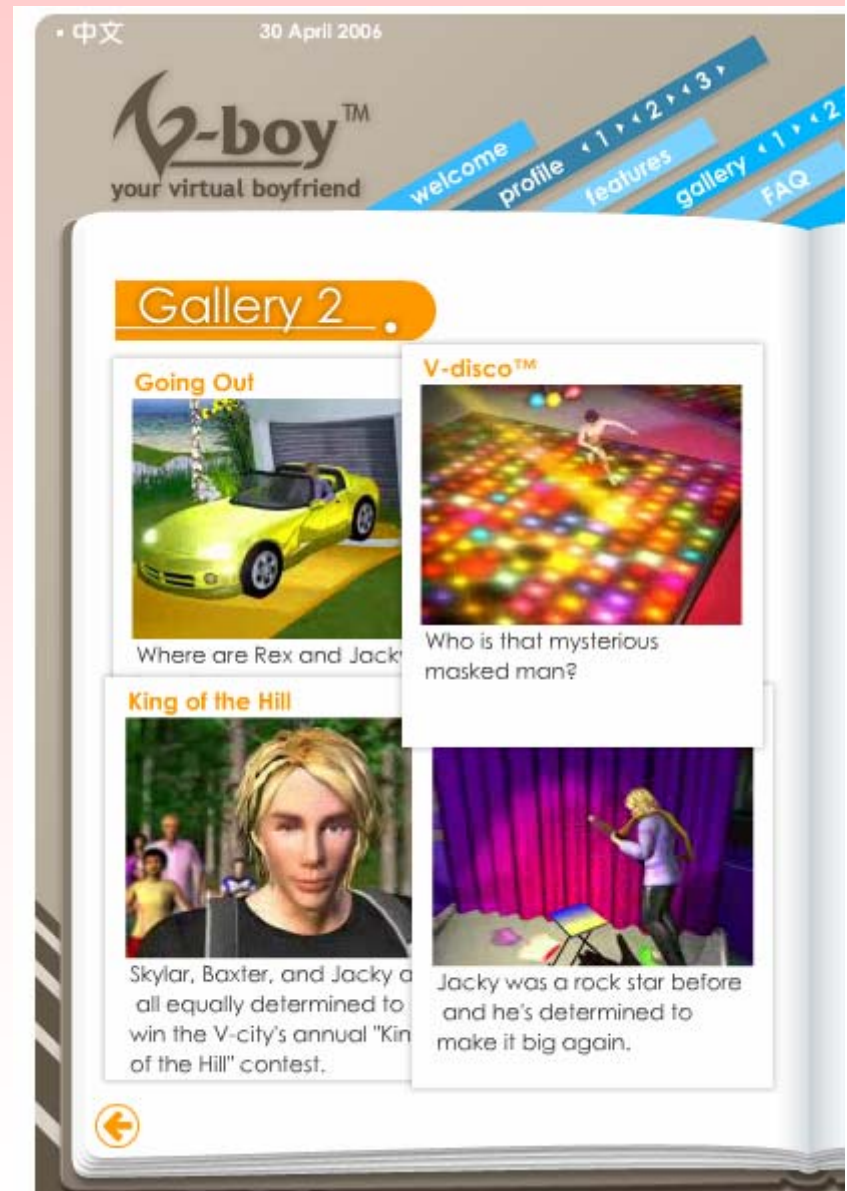 ▪ 中文
30 April 2006
V-boy™
your virtual boyfriend
welcome
profile ◂ 1 ▸ ◂ 2 ▸ ◂ 3 ▸
features
gallery ◂ 1 ▸ ◂ 2
FAQ
Gallery 2
Going Out
Where are Rex and Jack
V-disco™
Who is that mysterious
masked man?
King of the Hill
Skylar, Baxter, and Jacky a
all equally determined to
win the V-city's annual "Kin
of the Hill" contest.
Jacky was a rock star before
and he's determined to
make it big again.